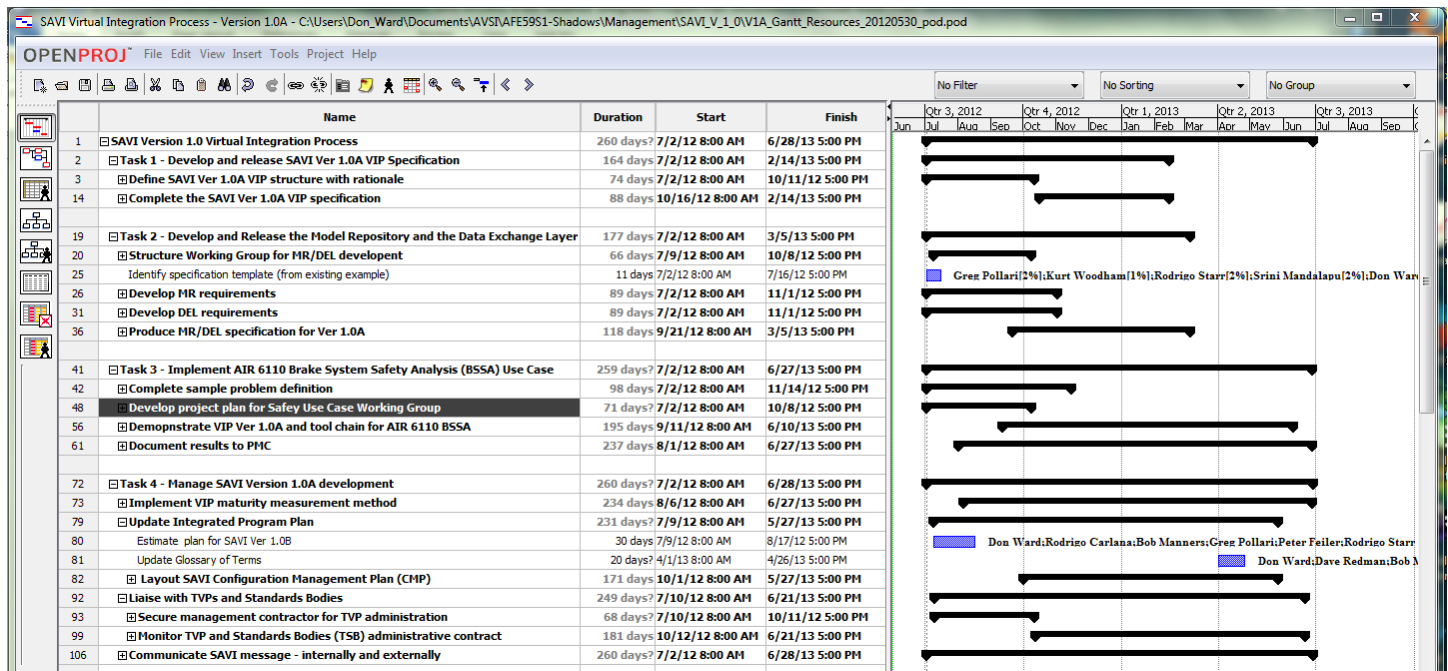 SAVI Virtual Integration Process - Version 1.0A - C:\Users\Don_Ward\Documents\AVSI\AFE59S1-Shadows\Management\SAVI_V_1_0\V1A_Gantt_Resources_20120530_pod.pod
OPENPROJ™ File Edit View Insert Tools Project Help
No Filter No Sorting No Group
Name Duration Start Finish Qtr 3, 2012 Qtr 4, 2012 Qtr 1, 2013 Qtr 2, 2013 Qtr 3, 2013
Jun Jul Aug Sep Oct Nov Dec Jan Feb Mar Apr May Jun Jul Aug Sep
1 SAVI Version 1.0 Virtual Integration Process 260 days? 7/2/12 8:00 AM 6/28/13 5:00 PM
2 Task 1 - Develop and release SAVI Ver 1.0A VIP Specification 164 days 7/2/12 8:00 AM 2/14/13 5:00 PM
3 Define SAVI Ver 1.0A VIP structure with rationale 74 days 7/2/12 8:00 AM 10/11/12 5:00 PM
14 Complete the SAVI Ver 1.0A VIP specification 88 days 10/16/12 8:00 AM 2/14/13 5:00 PM
19 Task 2 - Develop and Release the Model Repository and the Data Exchange Layer 177 days 7/2/12 8:00 AM 3/5/13 5:00 PM
20 Structure Working Group for MR/DEL developent 66 days 7/9/12 8:00 AM 10/8/12 5:00 PM
25 Identify specification template (from existing example) 11 days 7/2/12 8:00 AM 7/16/12 5:00 PM Greg Pollari[2%];Kurt Woodham[1%];Rodrigo Starr[2%];Srini Mandalapu[2%];Don Ward
26 Develop MR requirements 89 days 7/2/12 8:00 AM 11/1/12 5:00 PM
31 Develop DEL requirements 89 days 7/2/12 8:00 AM 11/1/12 5:00 PM
36 Produce MR/DEL specification for Ver 1.0A 118 days 9/21/12 8:00 AM 3/5/13 5:00 PM
41 Task 3 - Implement AIR 6110 Brake System Safety Analysis (BSSA) Use Case 259 days? 7/2/12 8:00 AM 6/27/13 5:00 PM
42 Complete sample problem definition 98 days 7/2/12 8:00 AM 11/14/12 5:00 PM
48 Develop project plan for Safey Use Case Working Group 71 days? 7/2/12 8:00 AM 10/8/12 5:00 PM
56 Demopnstrate VIP Ver 1.0A and tool chain for AIR 6110 BSSA 195 days 9/11/12 8:00 AM 6/10/13 5:00 PM
61 Document results to PMC 237 days 8/1/12 8:00 AM 6/27/13 5:00 PM
72 Task 4 - Manage SAVI Version 1.0A development 260 days? 7/2/12 8:00 AM 6/28/13 5:00 PM
73 Implement VIP maturity measurement method 234 days 8/6/12 8:00 AM 6/27/13 5:00 PM
79 Update Integrated Program Plan 231 days? 7/9/12 8:00 AM 5/27/13 5:00 PM
80 Estimate plan for SAVI Ver 1.0B 30 days 7/9/12 8:00 AM 8/17/12 5:00 PM Don Ward;Rodrigo Carlana;Bob Manners;Greg Pollari;Peter Feiler;Rodrigo Starr
81 Update Glossary of Terms 20 days? 4/1/13 8:00 AM 4/26/13 5:00 PM Don Ward;Dave Redman;Bob
82 Layout SAVI Configuration Management Plan (CMP) 171 days 10/1/12 8:00 AM 5/27/13 5:00 PM
92 Liaise with TVPs and Standards Bodies 249 days? 7/10/12 8:00 AM 6/21/13 5:00 PM
93 Secure management contractor for TVP administration 68 days? 7/10/12 8:00 AM 10/11/12 5:00 PM
99 Monitor TVP and Standards Bodies (TSB) administrative contract 181 days 10/12/12 8:00 AM 6/21/13 5:00 PM
106 Communicate SAVI message - internally and externally 260 days? 7/2/12 8:00 AM 6/28/13 5:00 PM